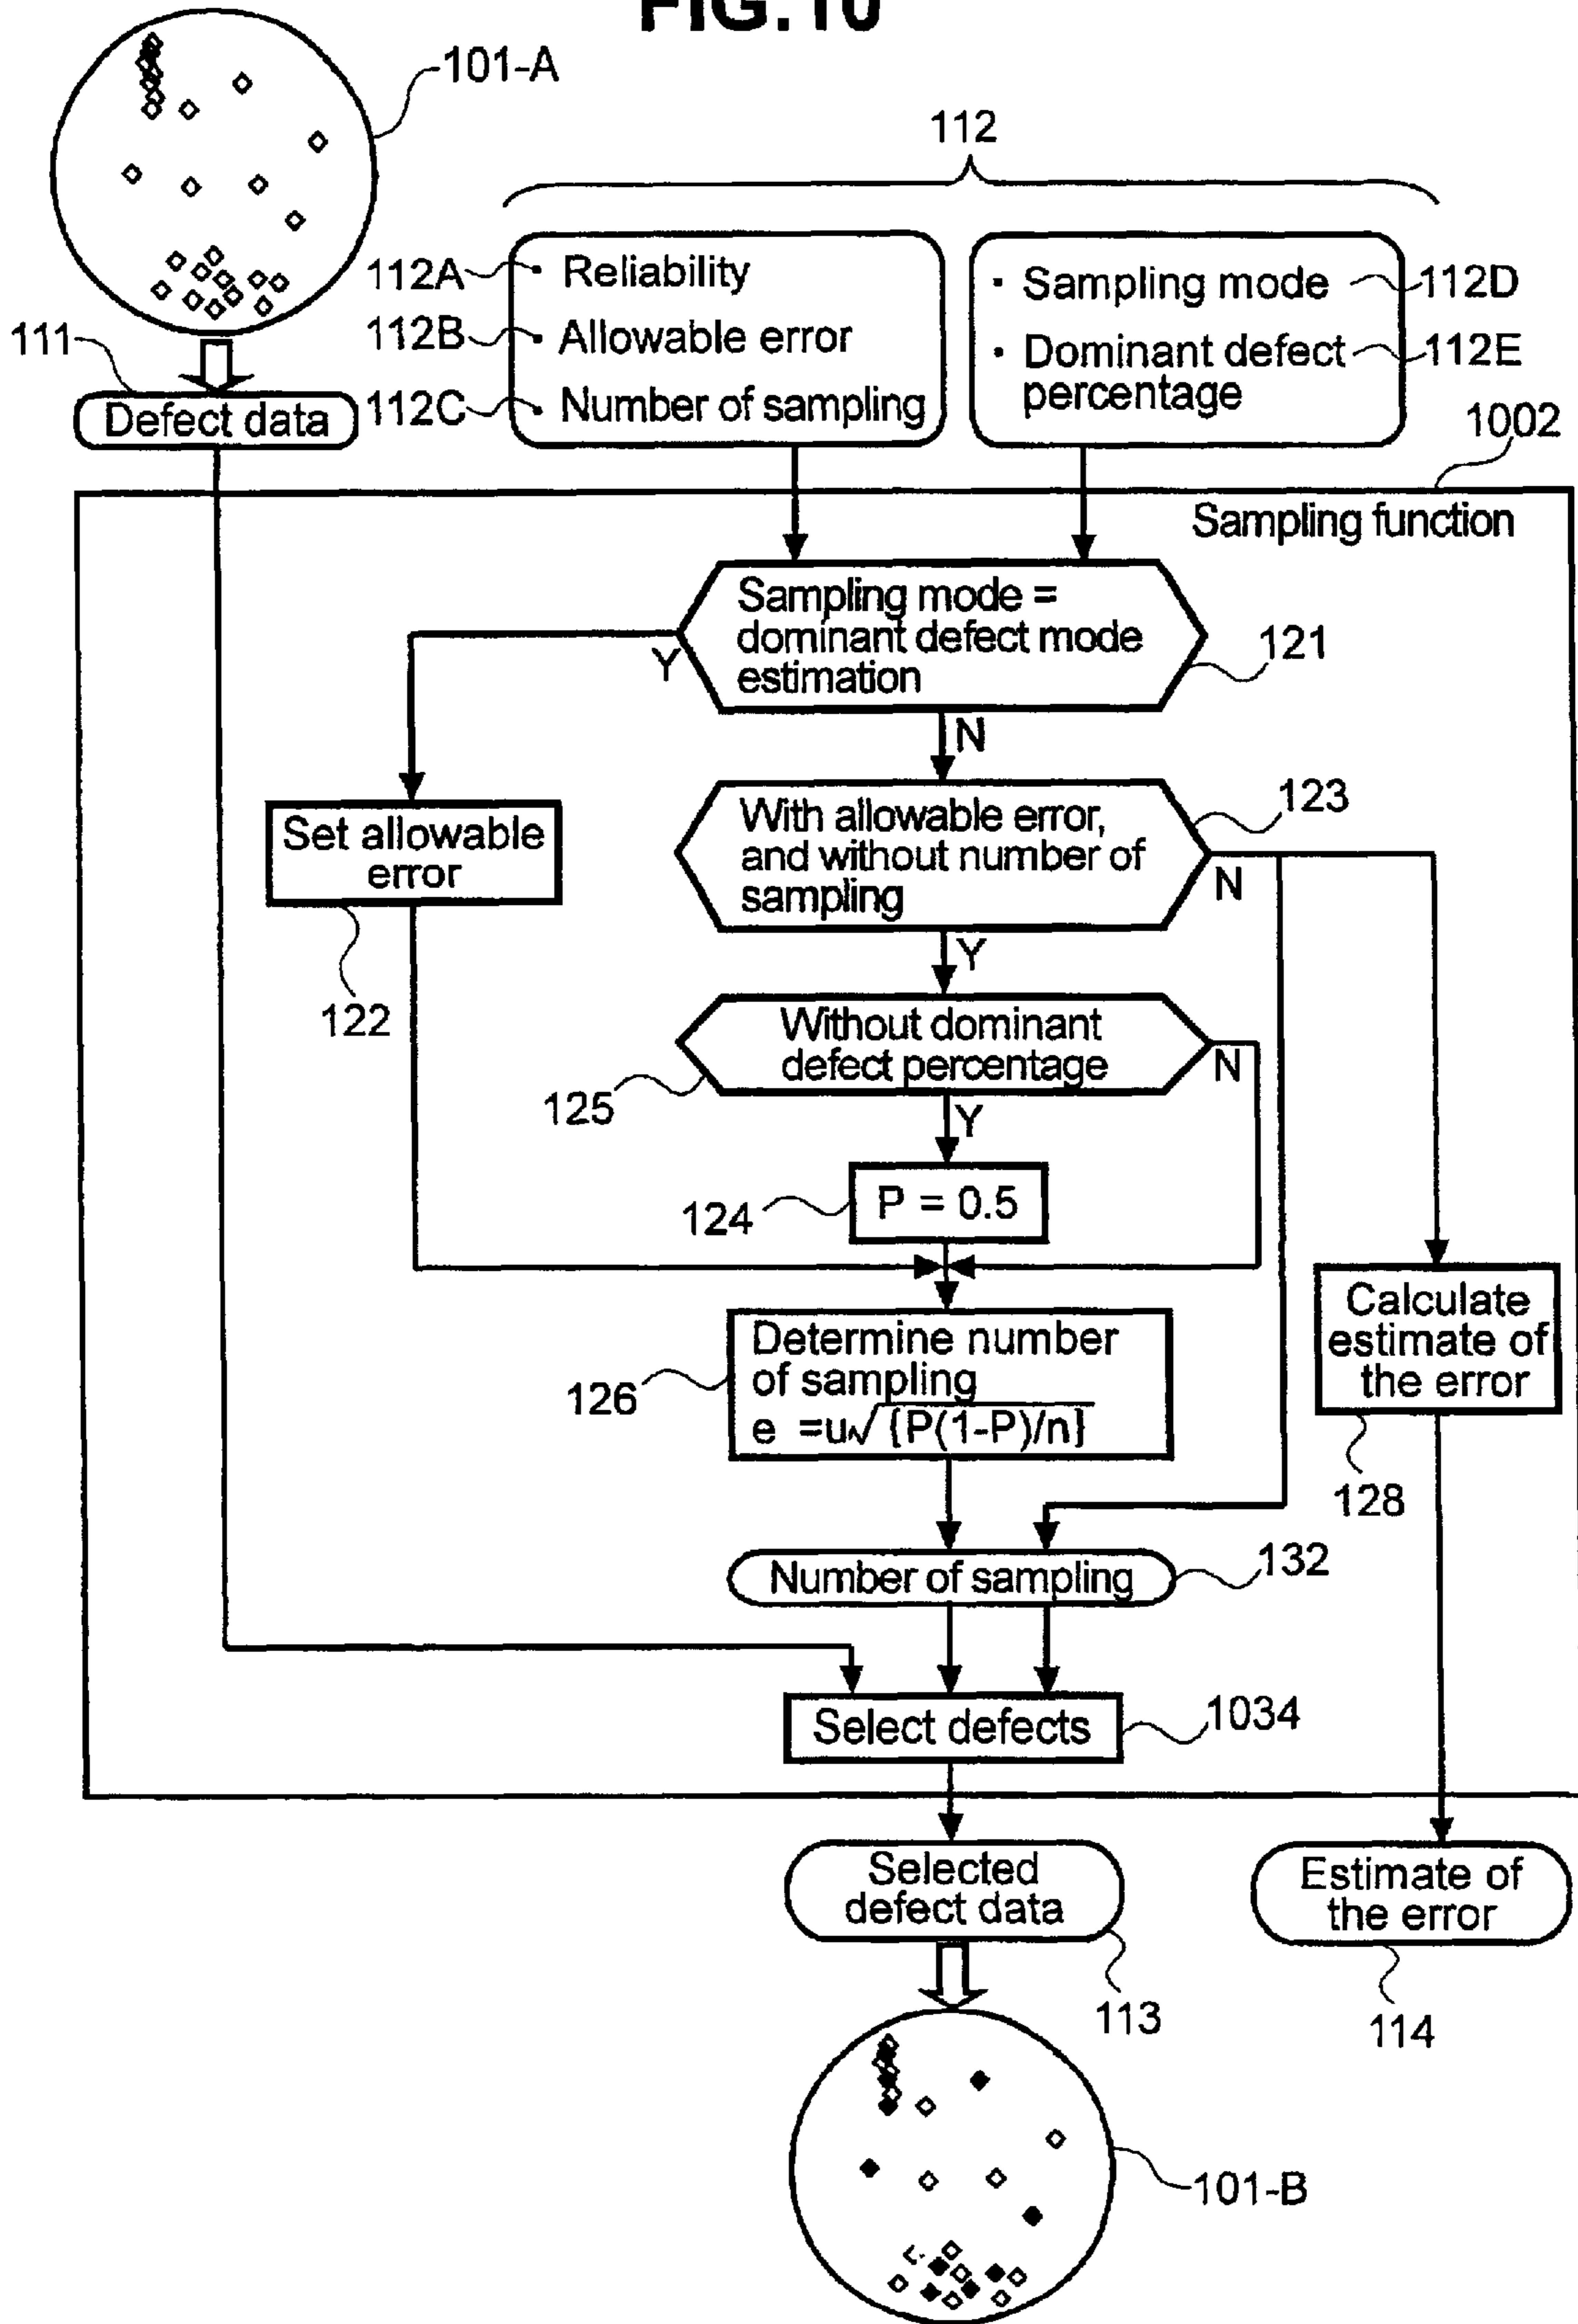 FIG.10
101-A
112
112A
· Reliability
112B
· Allowable error
112C
· Number of sampling
· Sampling mode
112D
· Dominant defect
percentage
112E
111
Defect data
1002
Sampling function
Sampling mode =
dominant defect mode
estimation
121
Y
N
With allowable error,
and without number of
sampling
123
N
Set allowable
error
122
Y
Without dominant
defect percentage
N
125
Y
P = 0.5
124
Determine number
of sampling
e =u√{P(1-P)/n}
126
Calculate
estimate of
the error
128
Number of sampling
132
Select defects
1034
Selected
defect data
113
Estimate of
the error
114
101-B